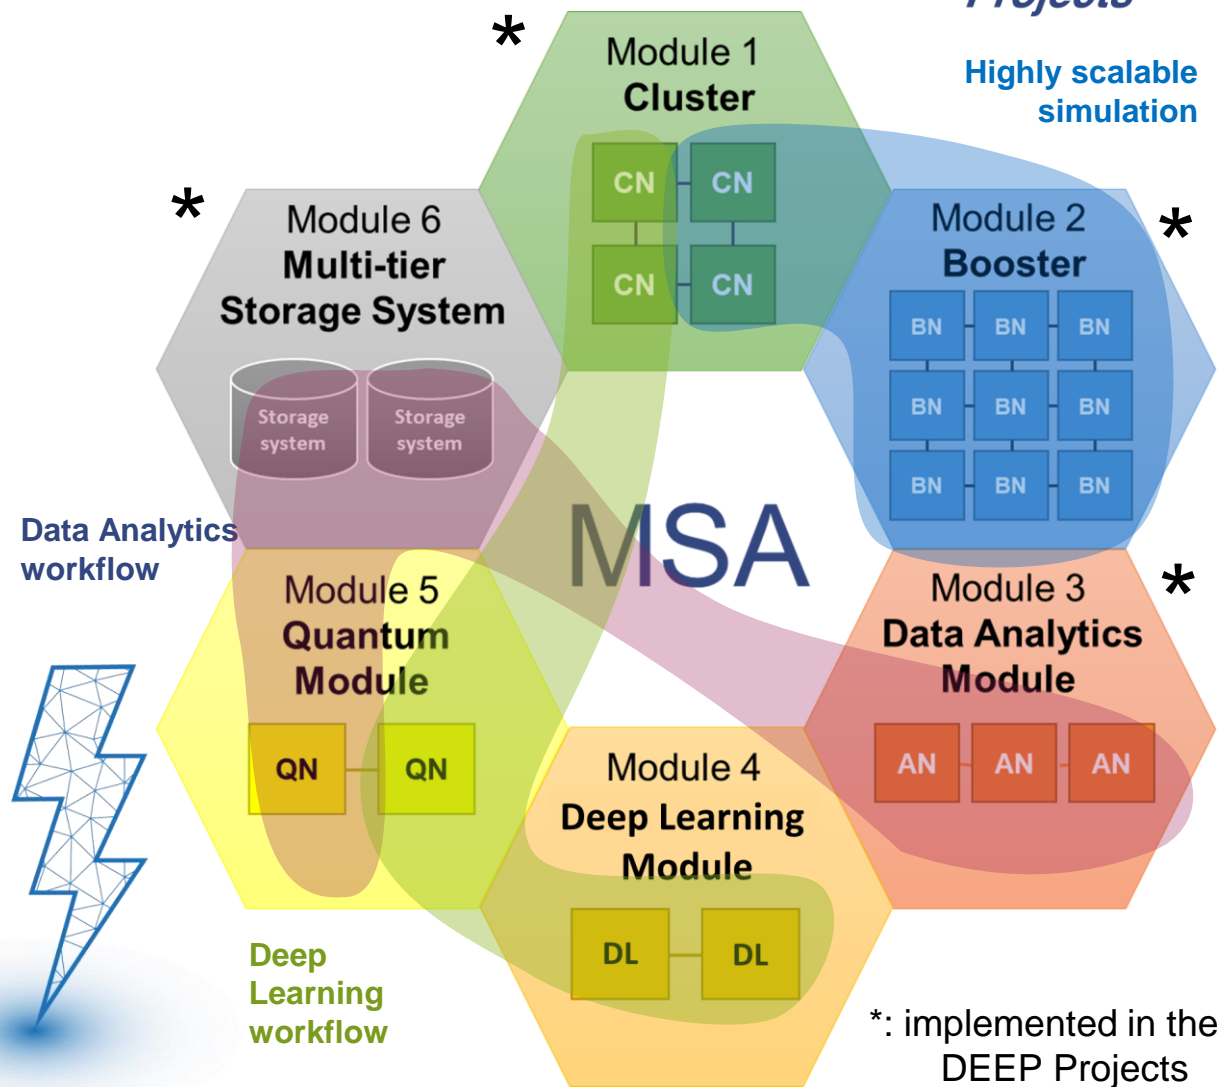 Projects
*
Module 1
Cluster
CN CN
CN CN
Highly scalable
simulation
*
Module 6
Multi-tier
Storage System
Storage
system
Storage
system
*
Module 2
Booster
BN BN BN
BN BN BN
BN BN BN
MSA
Data Analytics
workflow
Module 5
Quantum
Module
QN QN
*
Module 3
Data Analytics
Module
AN AN AN
Module 4
Deep Learning
Module
DL DL
Deep
Learning
workflow
*: implemented in the
DEEP Projects